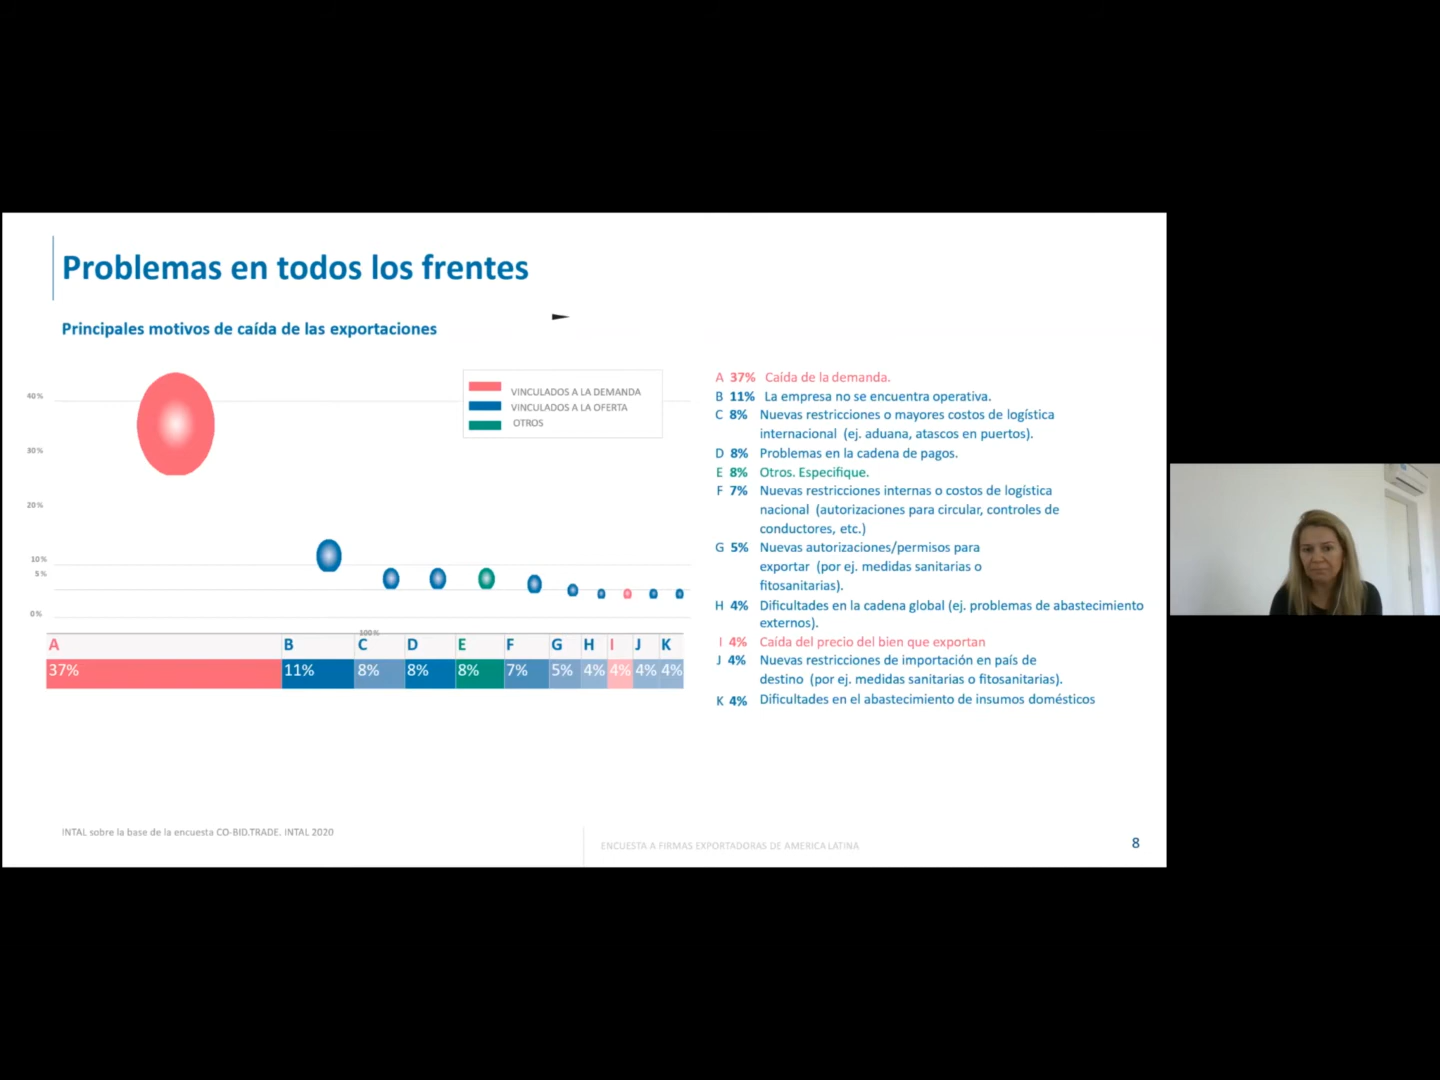 Problemas en todos los frentes
Principales motivos de caída de las exportaciones
VINCULADOS A LA DEMANDA
VINCULADOS A LA OFERTA
OTROS
40%
30%
20%
10%
5%
0%
100%
A B C D E F G H I J K
37% 11% 8% 8% 8% 7% 5% 4% 4% 4% 4%
A 37% Caída de la demanda.
B 11% La empresa no se encuentra operativa.
C 8% Nuevas restricciones o mayores costos de logística
internacional (ej. aduana, atascos en puertos).
D 8% Problemas en la cadena de pagos.
E 8% Otros. Especifique.
F 7% Nuevas restricciones internas o costos de logística
nacional (autorizaciones para circular, controles de
conductores, etc.)
G 5% Nuevas autorizaciones/permisos para
exportar (por ej. medidas sanitarias o
fitosanitarias).
H 4% Dificultades en la cadena global (ej. problemas de abastecimiento
externos).
I 4% Caída del precio del bien que exportan
J 4% Nuevas restricciones de importación en país de
destino (por ej. medidas sanitarias o fitosanitarias).
K 4% Dificultades en el abastecimiento de insumos domésticos
INTAL sobre la base de la encuesta CO-BID.TRADE. INTAL 2020
ENCUESTA A FIRMAS EXPORTADORAS DE AMERICA LATINA
8